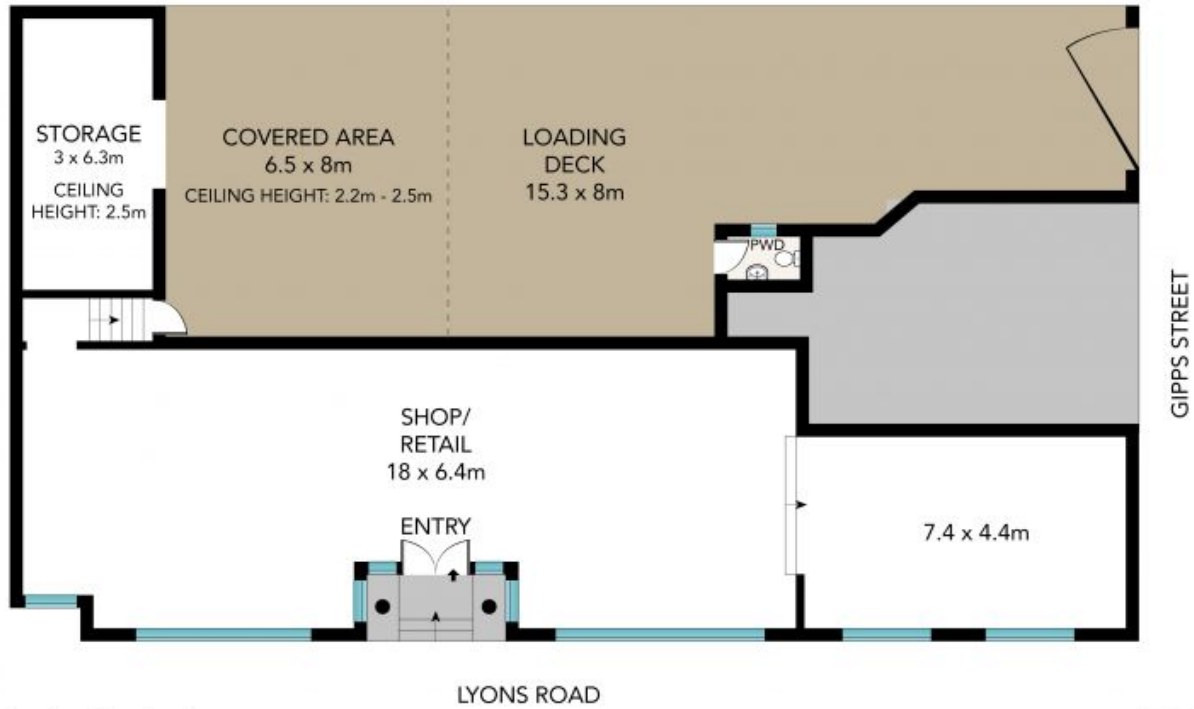 STORAGE
3 x 6.3m
CEILING
HEIGHT: 2.5m
COVERED AREA
6.5 x 8m
CEILING HEIGHT: 2.2m - 2.5m
LOADING
DECK
15.3 x 8m
PWD
GIPPS STREET
SHOP/
RETAIL
18 x 6.4m
ENTRY
7.4 x 4.4m
LYONS ROAD